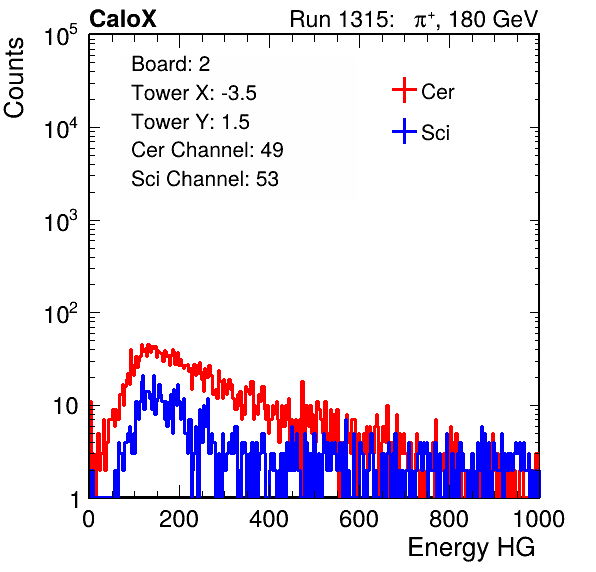 CaloX Run 1315: π⁺, 180 GeV
Counts
10⁵
10⁴
10³
10²
10
1
Board: 2
Tower X: -3.5
Tower Y: 1.5
Cer Channel: 49
Sci Channel: 53
Cer
Sci
0 200 400 600 800 1000
Energy HG